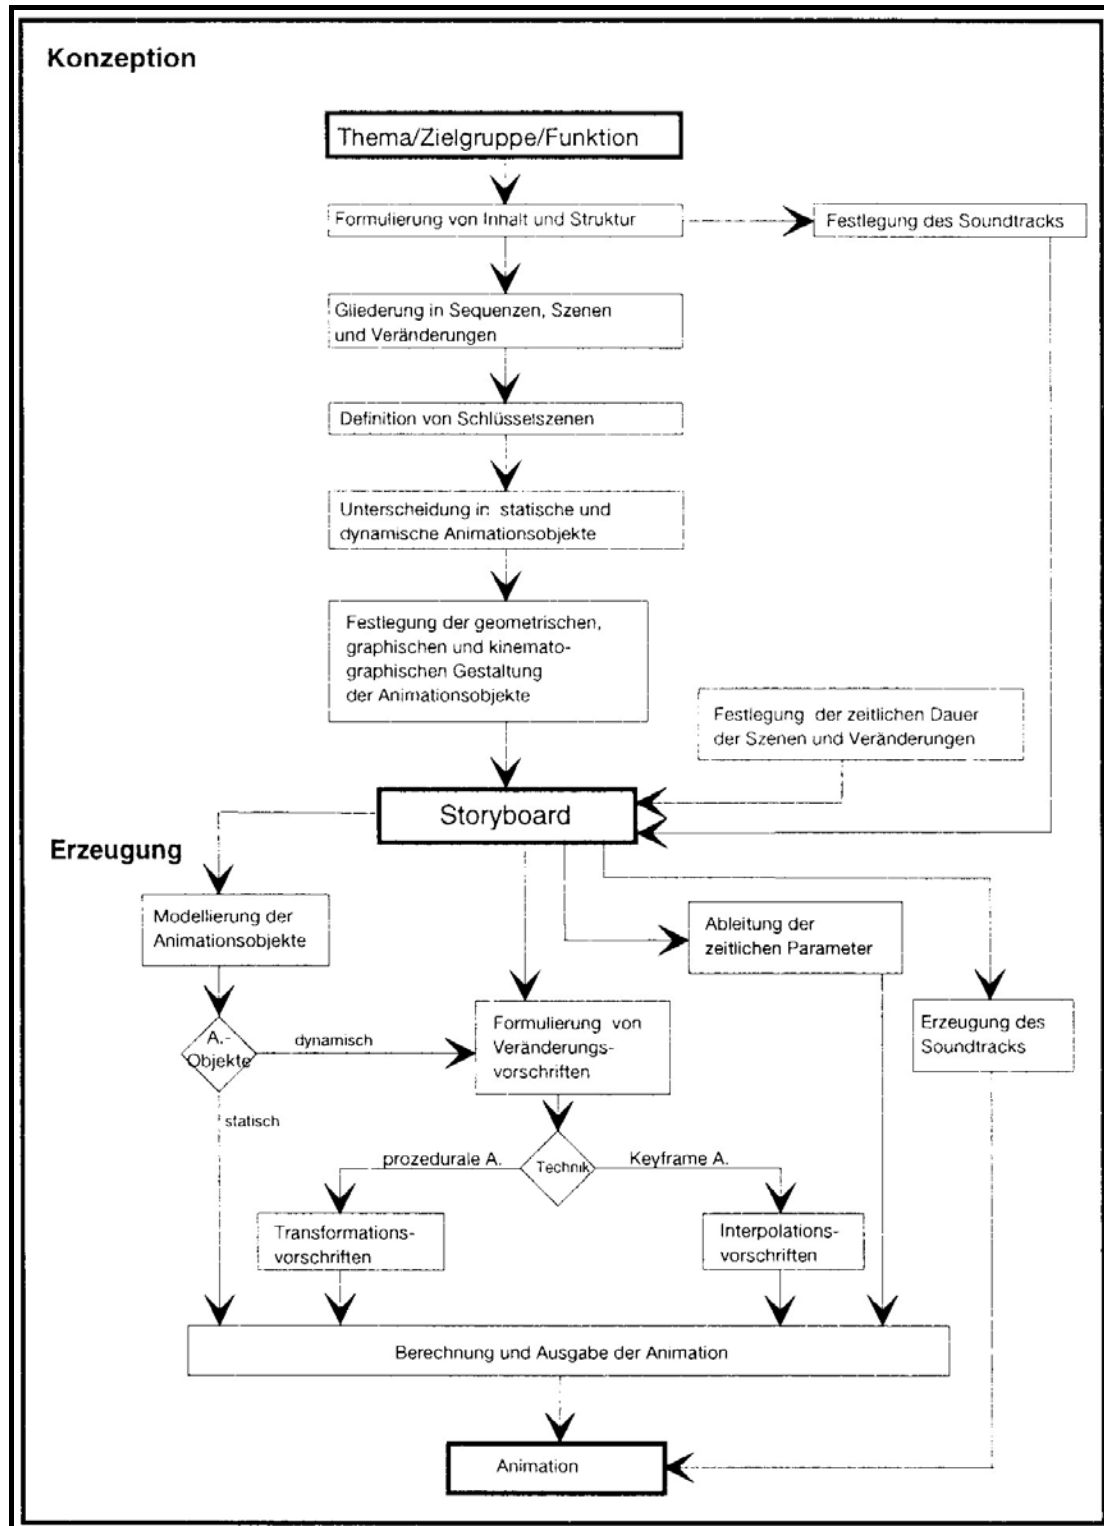 Konzeption
Thema/Zielgruppe/Funktion
Formulierung von Inhalt und Struktur
Festlegung des Soundtracks
Gliederung in Sequenzen, Szenen
und Veränderungen
Definition von Schlüsselszenen
Unterscheidung in statische und
dynamische Animationsobjekte
Festlegung der geometrischen,
graphischen und kinemato-
graphischen Gestaltung
der Animationsobjekte
Festlegung der zeitlichen Dauer
der Szenen und Veränderungen
Storyboard
Erzeugung
Modellierung der
Animationsobjekte
Ableitung der
zeitlichen Parameter
A.-
Objekte
dynamisch
statisch
Formulierung von
Veränderungs-
vorschriften
Erzeugung des
Soundtracks
prozedurale A.
Technik
Keyframe A.
Transformations-
vorschriften
Interpolations-
vorschriften
Berechnung und Ausgabe der Animation
Animation